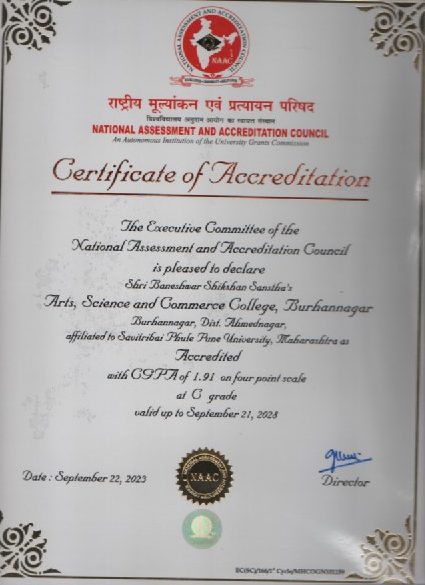 NATIONAL ASSESSMENT AND ACCREDITATION COUNCIL
NAAC
राष्ट्रीय मूल्यांकन एवं प्रत्यायन परिषद
विश्वविद्यालय अनुदान आयोग का स्वायत्त संस्थान
NATIONAL ASSESSMENT AND ACCREDITATION COUNCIL
An Autonomous Institution of the University Grants Commission
Certificate of Accreditation
The Executive Committee of the
National Assessment and Accreditation Council
is pleased to declare
Shri Baneshwar Shikshan Sanstha's
Arts, Science and Commerce College, Burhannagar
Burhannagar, Dist. Ahmednagar,
affiliated to Savitribai Phule Pune University, Maharashtra as
Accredited
with CGPA of 1.91 on four point scale
at C grade
valid up to September 21, 2028
Date : September 22, 2023
NAAC
Director